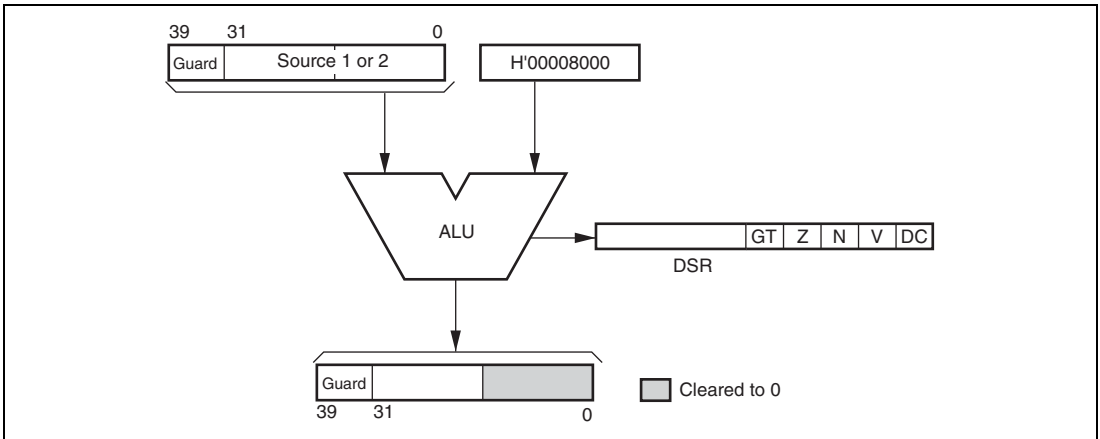 39 31 0
Guard Source 1 or 2 H'00008000
ALU
GT Z N V DC
DSR
Guard
Cleared to 0
39 31 0